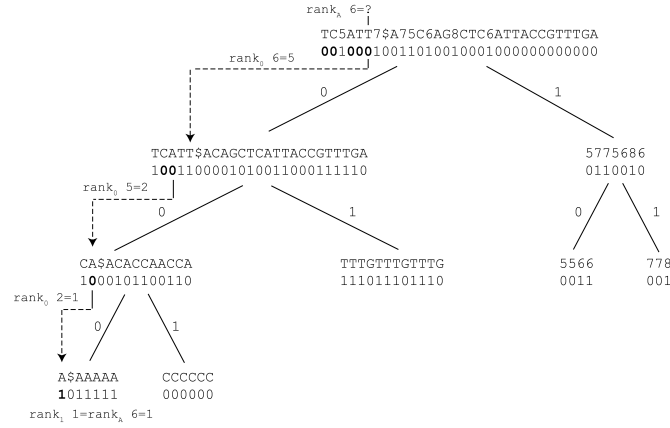 rank_A 6=?
TC5ATT7$A75C6AG8CTC6ATTACCGTTTGA
0010001001101001000100000000000000
rank_0 6=5
0
1
TCATT$ACAGCTCATTACCGTTTGA
1001100001010011000111110
5775686
0110010
rank_0 5=2
0
1
0
1
CA$ACACCAACCA
1000101100110
TTTGTTTGTTTG
111011101110
5566
0011
778
001
rank_0 2=1
0
1
A$AAAAA
1011111
CCCCCC
000000
rank_1 1=rank_A 6=1